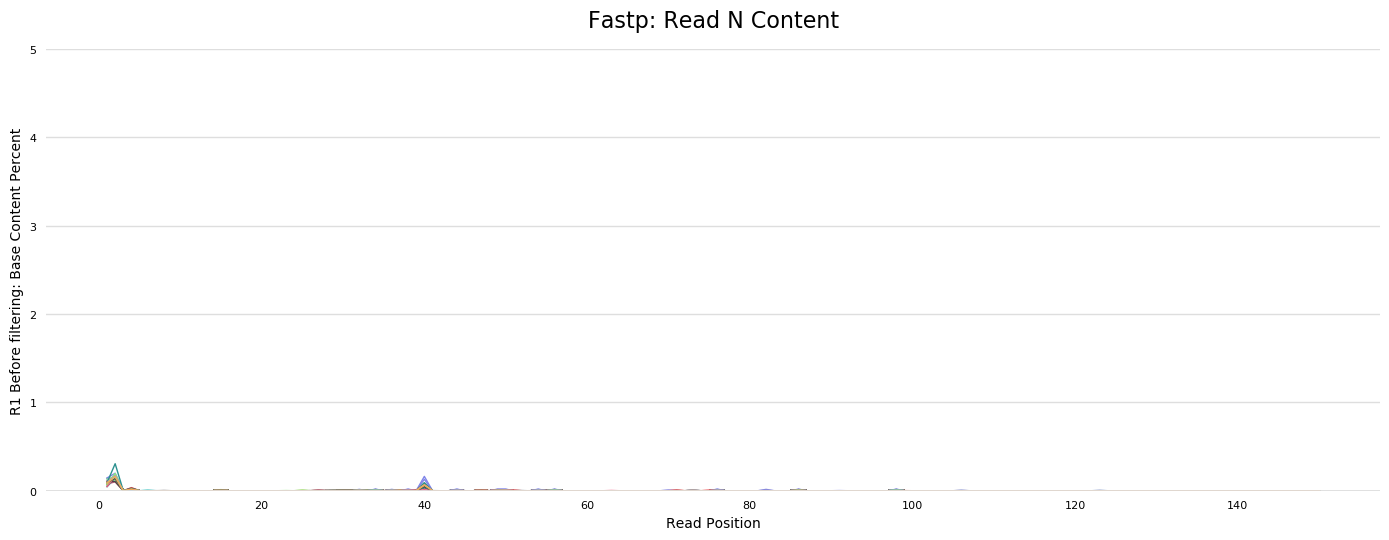 Fastp: Read N Content
R1 Before filtering: Base Content Percent
5
4
3
2
1
0
0 20 40 60 80 100 120 140
Read Position